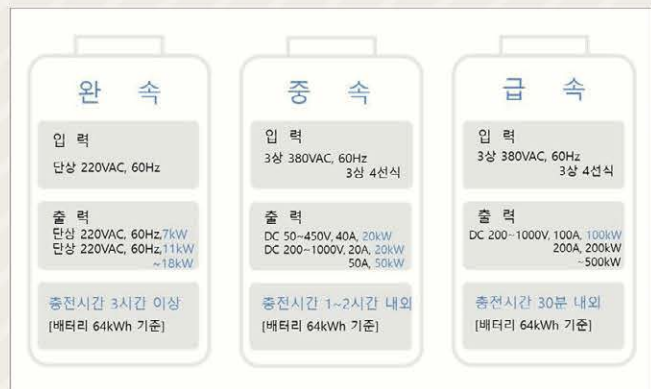 완 속
입 력
단상 220VAC, 60Hz
출 력
단상 220VAC, 60Hz,7kW
단상 220VAC, 60Hz,11kW
~18kW
충전시간 3시간 이상
[배터리 64kWh 기준]
중 속
입 력
3상 380VAC, 60Hz
3상 4선식
출 력
DC 50~450V, 40A, 20kW
DC 200~1000V, 20A, 20kW
50A, 50kW
충전시간 1~2시간 내외
[배터리 64kWh 기준]
급 속
입 력
3상 380VAC, 60Hz
3상 4선식
출 력
DC 200~1000V, 100A, 100kW
200A, 200kW
~500kW
충전시간 30분 내외
[배터리 64kWh 기준]